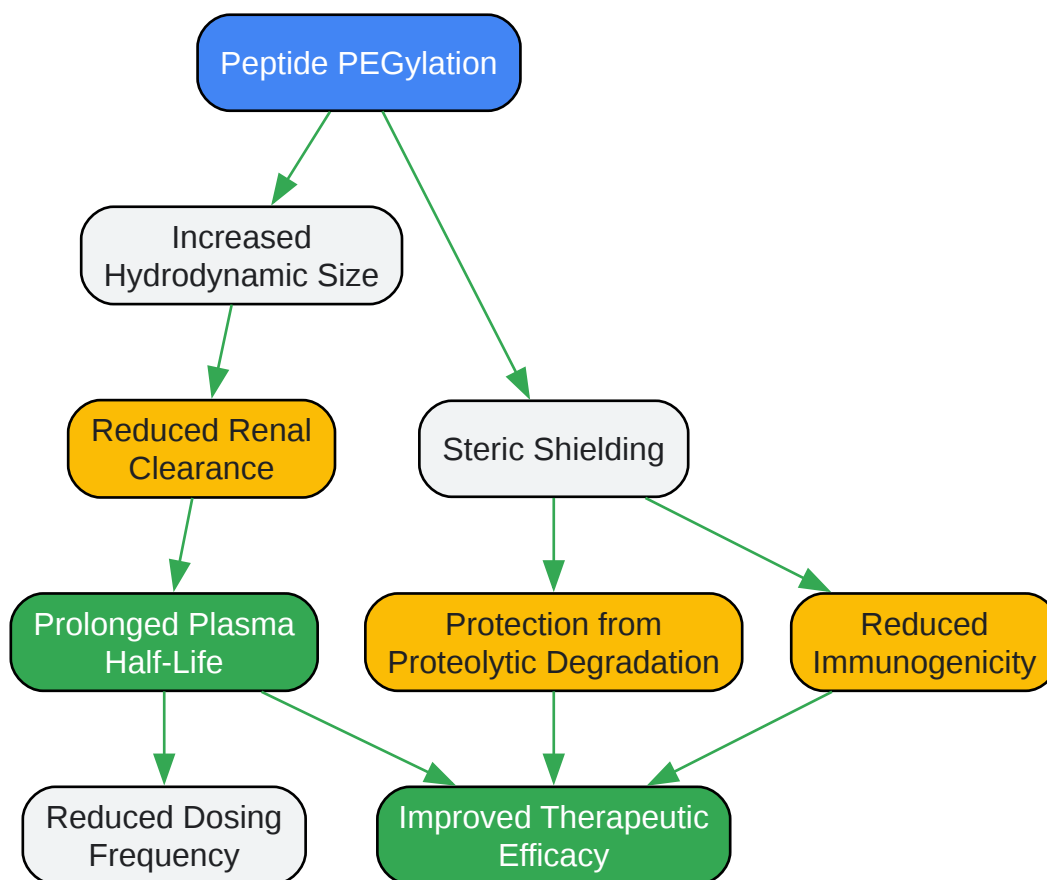 Peptide PEGylation
Increased
Hydrodynamic Size
Reduced Renal
Clearance
Steric Shielding
Prolonged Plasma
Half-Life
Protection from
Proteolytic Degradation
Reduced
Immunogenicity
Reduced Dosing
Frequency
Improved Therapeutic
Efficacy